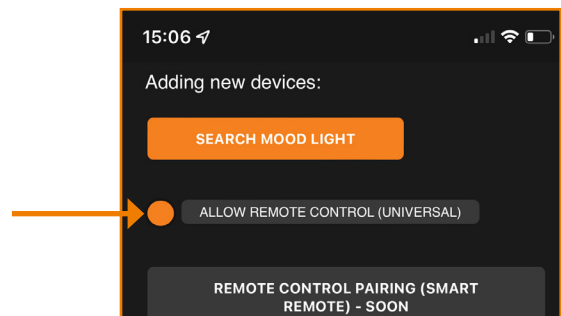 15:06
Adding new devices:
SEARCH MOOD LIGHT
ALLOW REMOTE CONTROL (UNIVERSAL)
REMOTE CONTROL PAIRING (SMART
REMOTE) - SOON